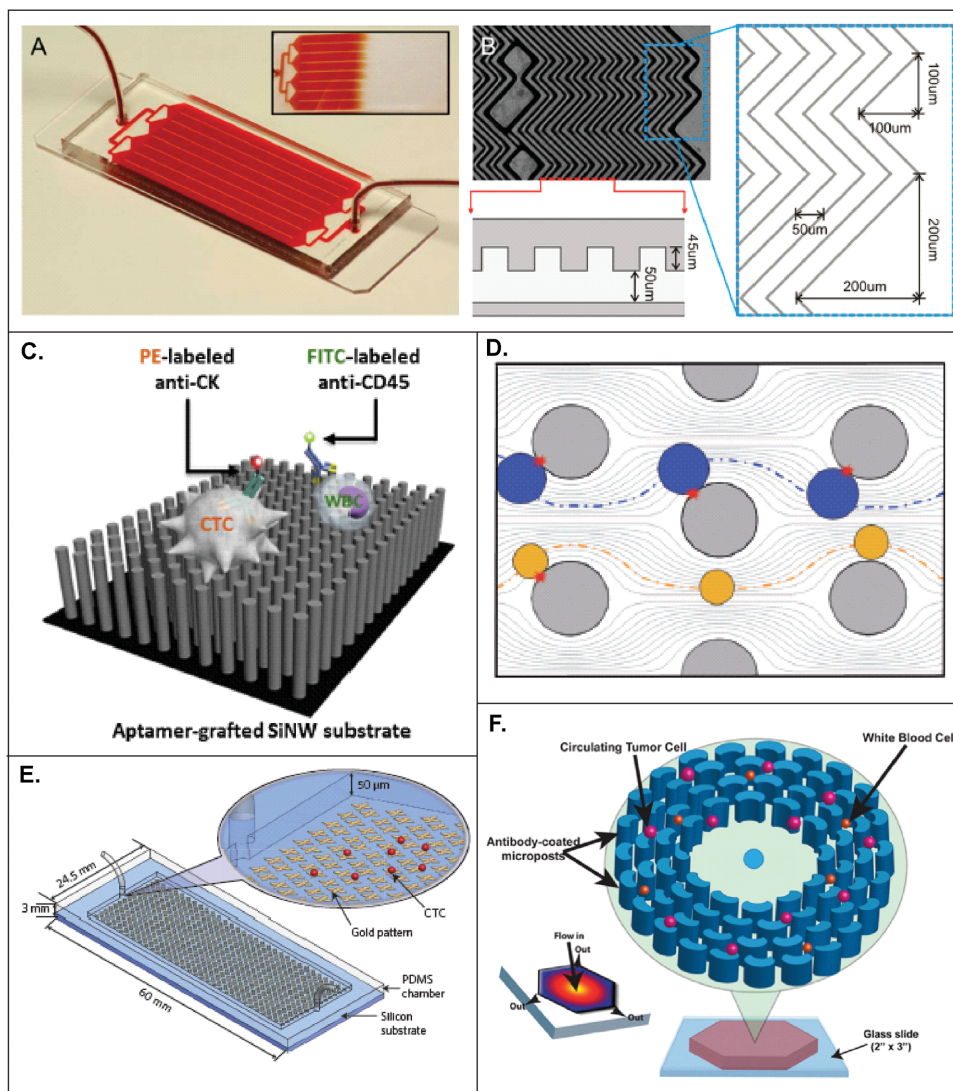 A
B
100um
100um
50um
200um
200um
45um
50um
C.
PE-labeled
anti-CK
FITC-labeled
anti-CD45
CTC
WBC
Aptamer-grafted SiNW substrate
D.
E.
50 µm
24.5 mm
3 mm
CTC
Gold pattern
PDMS
chamber
60 mm
Silicon
substrate
F.
Circulating Tumor Cell
White Blood Cell
Antibody-coated
microposts
Flow in
Out
Out
Out
Glass slide
(2" x 3")